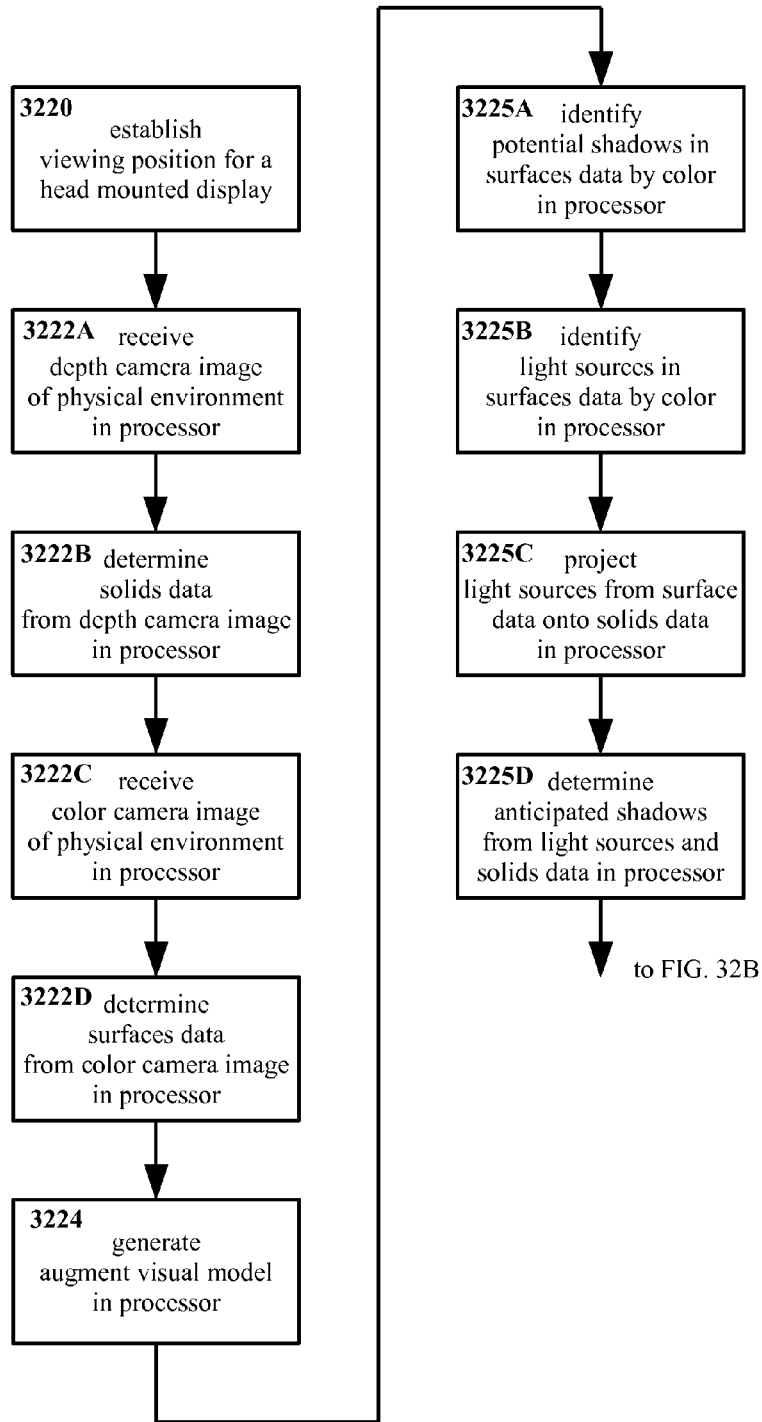 3220
establish
viewing position for a
head mounted display
3222A receive
depth camera image
of physical environment
in processor
3222B determine
solids data
from depth camera image
in processor
3222C receive
color camera image
of physical environment
in processor
3222D determine
surfaces data
from color camera image
in processor
3224
generate
augment visual model
in processor
3225A identify
potential shadows in
surfaces data by color
in processor
3225B identify
light sources in
surfaces data by color
in processor
3225C project
light sources from surface
data onto solids data
in processor
3225D determine
anticipated shadows
from light sources and
solids data in processor
to FIG. 32B